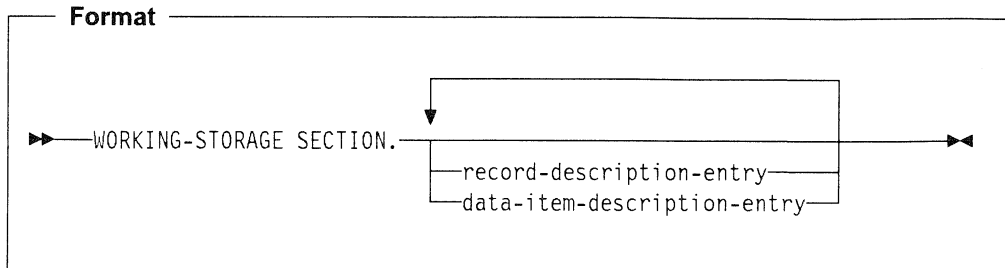 Format
WORKING-STORAGE SECTION.
record-description-entry
data-item-description-entry